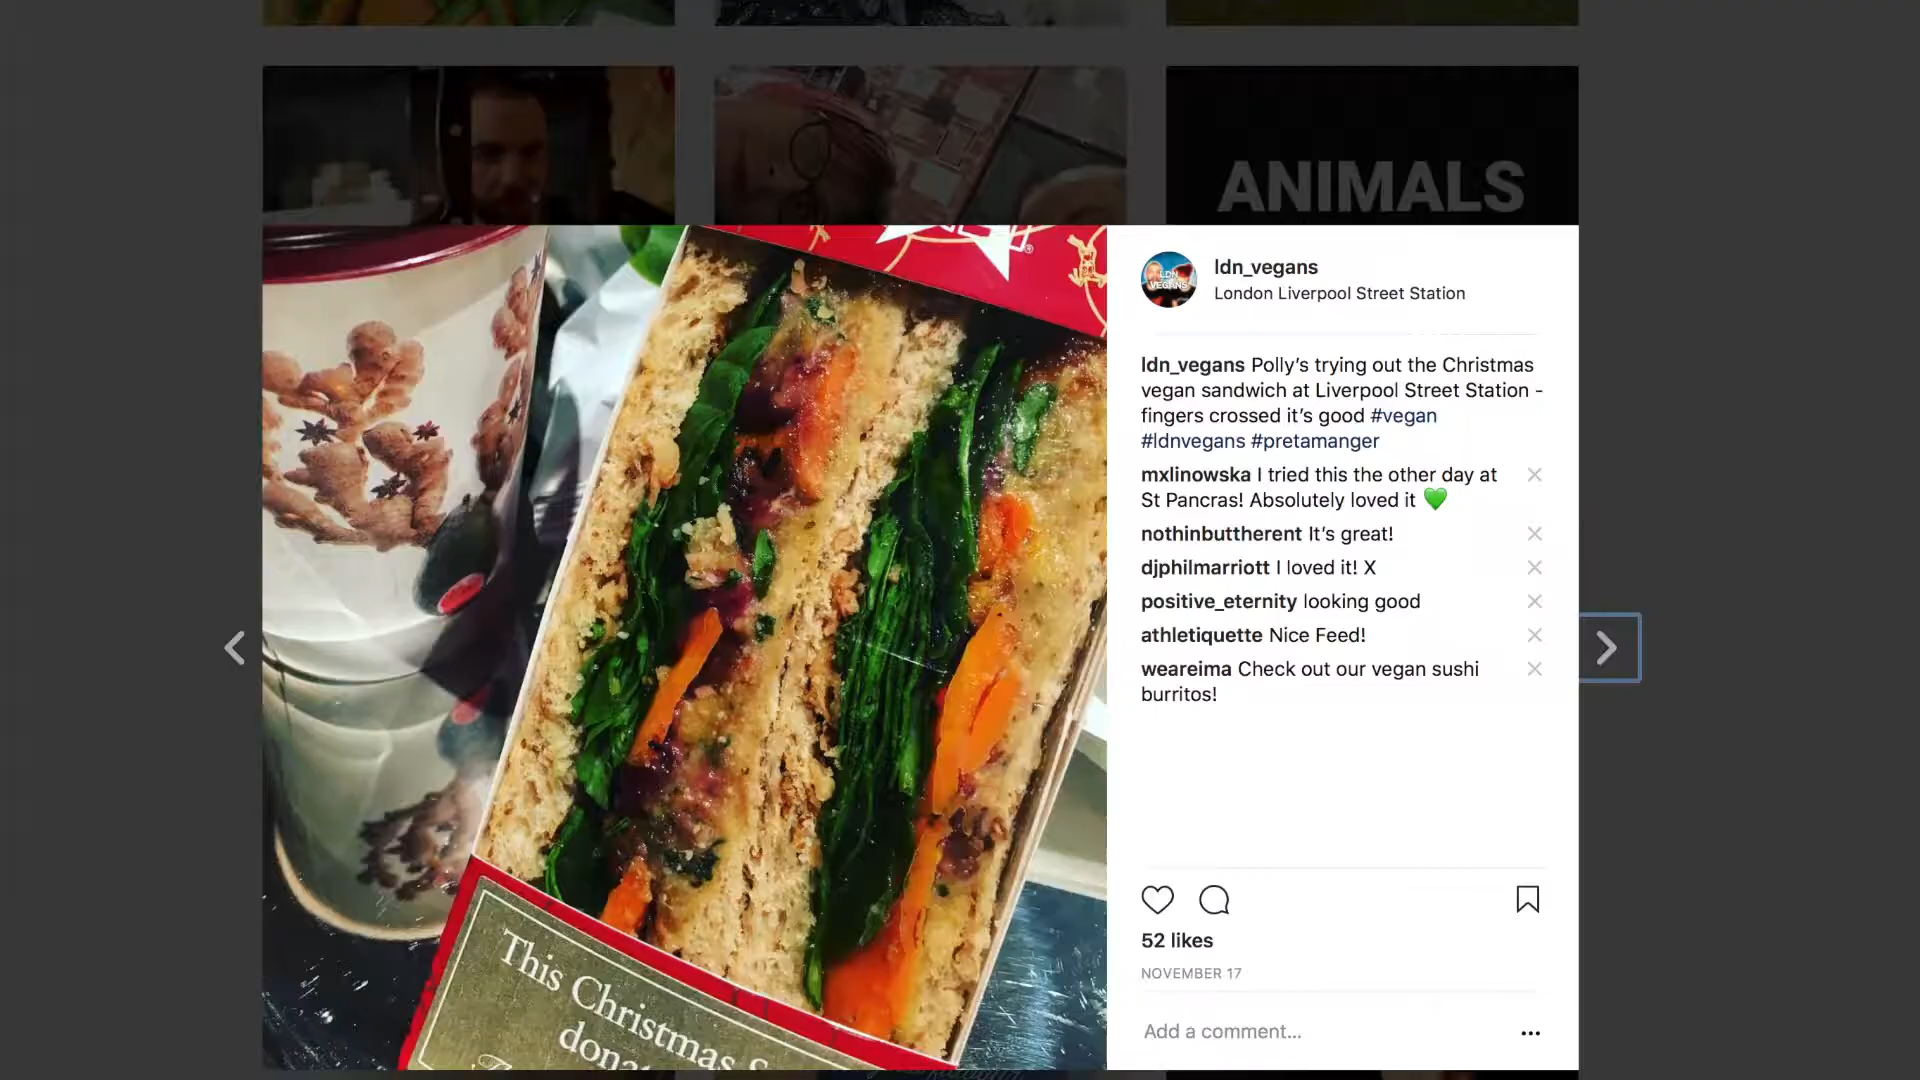 ANIMALS
ldn_vegans
London Liverpool Street Station
ldn_vegans Polly’s trying out the Christmas
vegan sandwich at Liverpool Street Station -
fingers crossed it’s good #vegan
#ldnvegans #pretamanger
mxlinowska I tried this the other day at
St Pancras! Absolutely loved it 💚
nothinbuttherent It’s great!
djphilmarriott I loved it! X
positive_eternity looking good
athletiquette Nice Feed!
weareima Check out our vegan sushi
burritos!
52 likes
NOVEMBER 17
Add a comment...
LDN
VEGANS
This Christmas S
dona